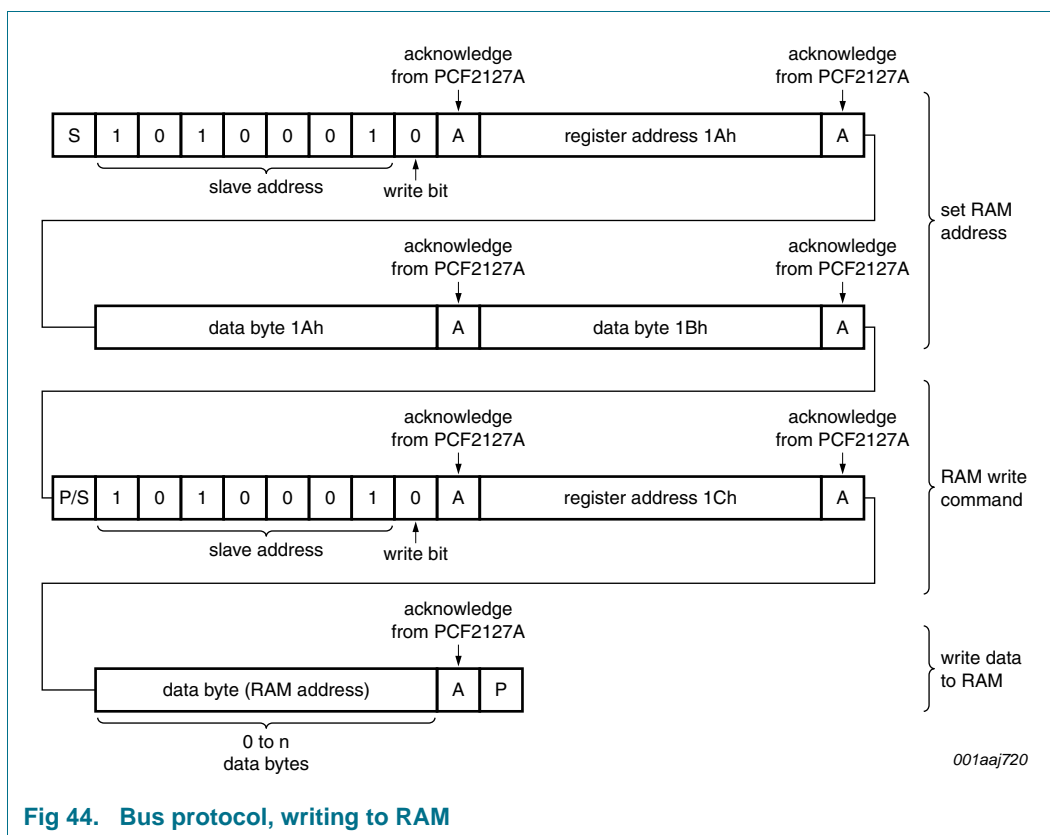 acknowledge
from PCF2127A
acknowledge
from PCF2127A
S 1 0 1 0 0 0 1 0 A register address 1Ah A
slave address
write bit
set RAM
address
acknowledge
from PCF2127A
acknowledge
from PCF2127A
data byte 1Ah A data byte 1Bh A
acknowledge
from PCF2127A
acknowledge
from PCF2127A
P/S 1 0 1 0 0 0 1 0 A register address 1Ch A
slave address
write bit
RAM write
command
acknowledge
from PCF2127A
data byte (RAM address) A P
write data
to RAM
0 to n
data bytes
001aaj720
Fig 44. Bus protocol, writing to RAM